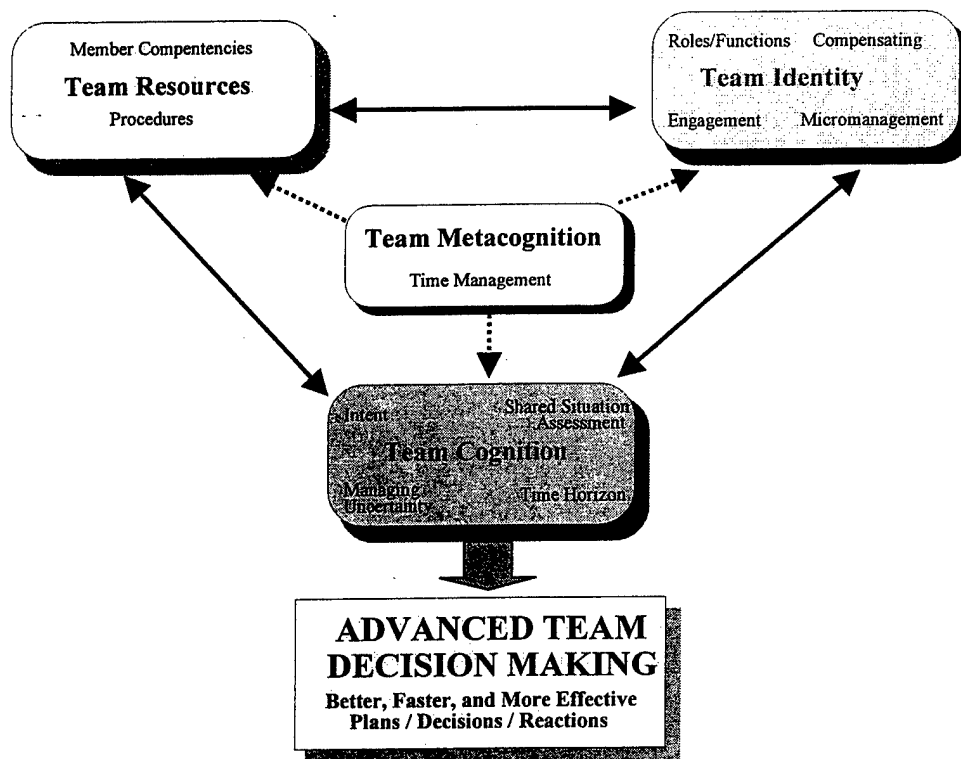 Member Compentencies
Team Resources
Procedures
Roles/Functions Compensating
Team Identity
Engagement Micromanagement
Team Metacognition
Time Management
Intent
Shared Situation
Assessment
Team Cognition
Managing
Uncertainty
Time Horizon
ADVANCED TEAM
DECISION MAKING
Better, Faster, and More Effective
Plans / Decisions / Reactions